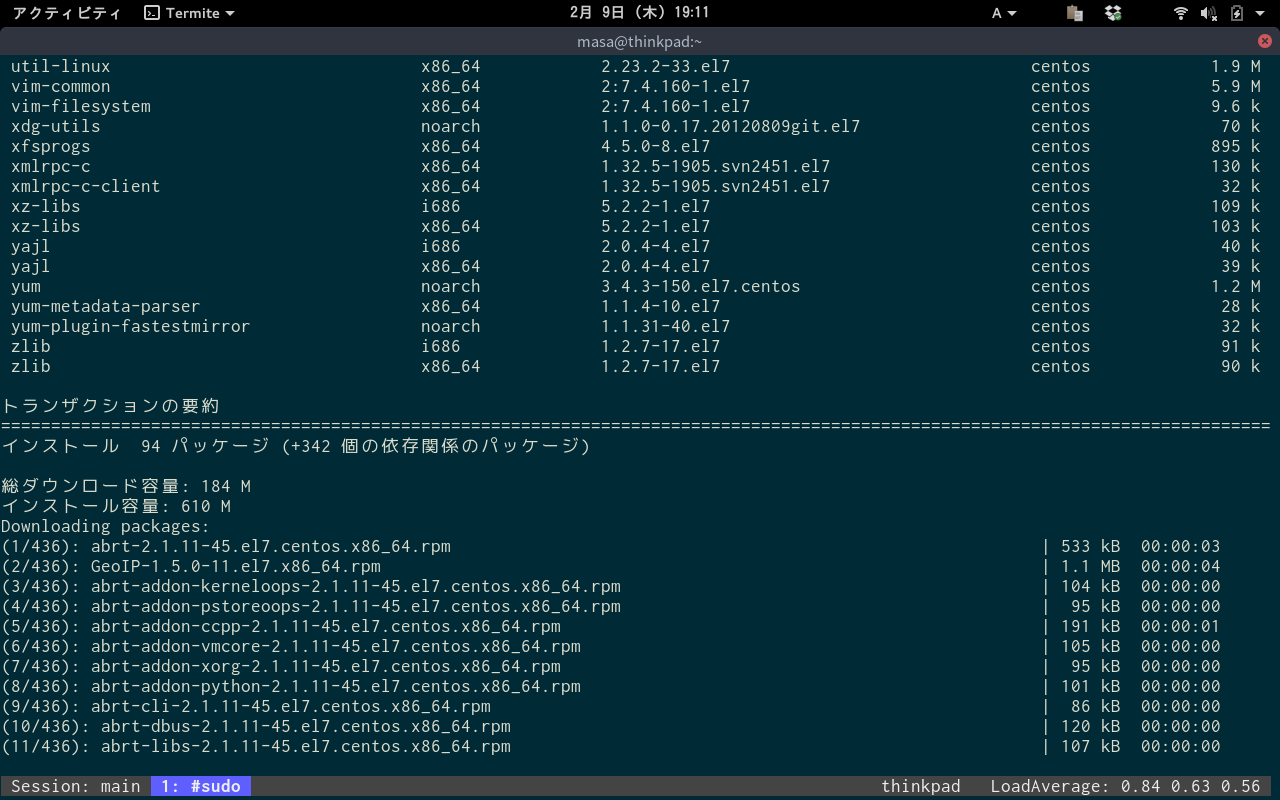 アクティビティ Termite 2月 9日 (木) 19:11 A
masa@thinkpad:~
util-linux x86_64 2.23.2-33.el7 centos 1.9 M
vim-common x86_64 2:7.4.160-1.el7 centos 5.9 M
vim-filesystem x86_64 2:7.4.160-1.el7 centos 9.6 k
xdg-utils noarch 1.1.0-0.17.20120809git.el7 centos 70 k
xfsprogs x86_64 4.5.0-8.el7 centos 895 k
xmlrpc-c x86_64 1.32.5-1905.svn2451.el7 centos 130 k
xmlrpc-c-client x86_64 1.32.5-1905.svn2451.el7 centos 32 k
xz-libs i686 5.2.2-1.el7 centos 109 k
xz-libs x86_64 5.2.2-1.el7 centos 103 k
yajl i686 2.0.4-4.el7 centos 40 k
yajl x86_64 2.0.4-4.el7 centos 39 k
yum noarch 3.4.3-150.el7.centos centos 1.2 M
yum-metadata-parser x86_64 1.1.4-10.el7 centos 28 k
yum-plugin-fastestmirror noarch 1.1.31-40.el7 centos 32 k
zlib i686 1.2.7-17.el7 centos 91 k
zlib x86_64 1.2.7-17.el7 centos 90 k
トランザクションの要約
===============================================================================================================================
インストール 94 パッケージ (+342 個の依存関係のパッケージ)
総ダウンロード容量: 184 M
インストール容量: 610 M
Downloading packages:
(1/436): abrt-2.1.11-45.el7.centos.x86_64.rpm | 533 kB 00:00:03
(2/436): GeoIP-1.5.0-11.el7.x86_64.rpm | 1.1 MB 00:00:04
(3/436): abrt-addon-kerneloops-2.1.11-45.el7.centos.x86_64.rpm | 104 kB 00:00:00
(4/436): abrt-addon-pstoreoops-2.1.11-45.el7.centos.x86_64.rpm | 95 kB 00:00:00
(5/436): abrt-addon-ccpp-2.1.11-45.el7.centos.x86_64.rpm | 191 kB 00:00:01
(6/436): abrt-addon-vmcore-2.1.11-45.el7.centos.x86_64.rpm | 105 kB 00:00:00
(7/436): abrt-addon-xorg-2.1.11-45.el7.centos.x86_64.rpm | 95 kB 00:00:00
(8/436): abrt-addon-python-2.1.11-45.el7.centos.x86_64.rpm | 101 kB 00:00:00
(9/436): abrt-cli-2.1.11-45.el7.centos.x86_64.rpm | 86 kB 00:00:00
(10/436): abrt-dbus-2.1.11-45.el7.centos.x86_64.rpm | 120 kB 00:00:00
(11/436): abrt-libs-2.1.11-45.el7.centos.x86_64.rpm | 107 kB 00:00:00
Session: main 1: #sudo thinkpad LoadAverage: 0.84 0.63 0.56